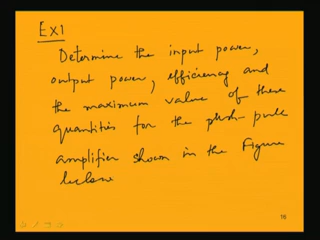 Ex1
Determine the input power,
output power, efficiency and
the maximum value of these
quantities for the push-pull
amplifier shown in the Figure
below
16